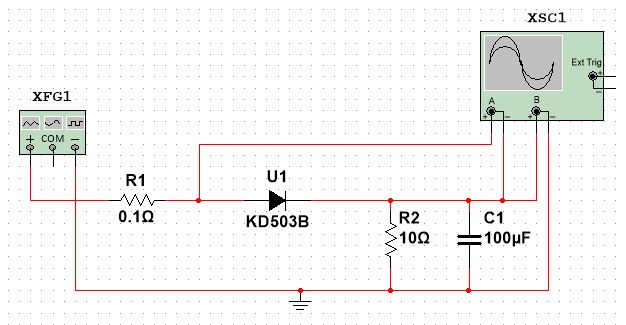 XSC1
Ext Trig
+
−
A
B
+ −
+ −
XFG1
+ COM −
R1
0.1Ω
U1
KD503B
R2
10Ω
C1
100µF